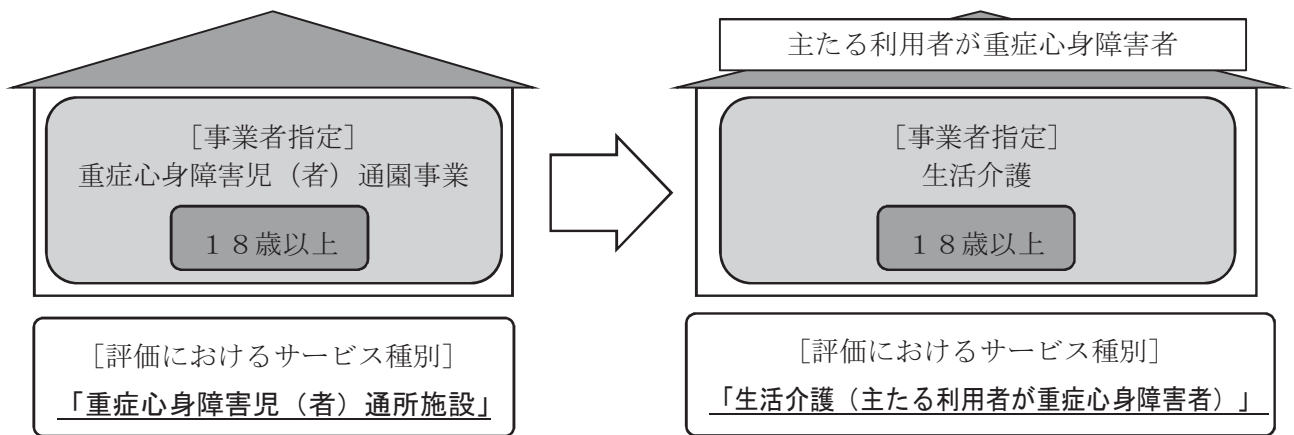 [事業者指定]
重症心身障害児（者）通園事業
１８歳以上
[評価におけるサービス種別]
「重症心身障害児（者）通所施設」
主たる利用者が重症心身障害者
[事業者指定]
生活介護
１８歳以上
[評価におけるサービス種別]
「生活介護（主たる利用者が重症心身障害者）」